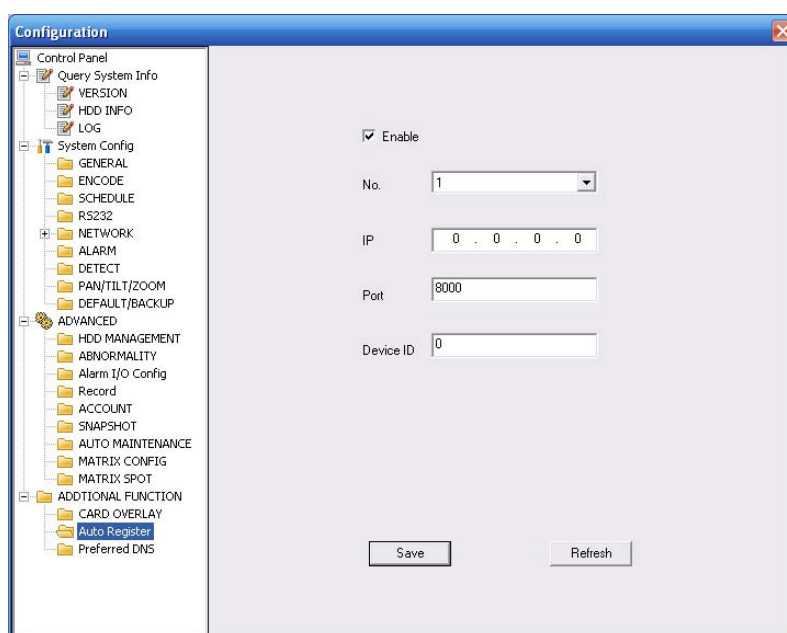 Configuration
Control Panel
Query System Info
VERSION
HDD INFO
LOG
System Config
GENERAL
ENCODE
SCHEDULE
RS232
NETWORK
ALARM
DETECT
PAN/TILT/ZOOM
DEFAULT/BACKUP
ADVANCED
HDD MANAGEMENT
ABNORMALITY
Alarm I/O Config
Record
ACCOUNT
SNAPSHOT
AUTO MAINTENANCE
MATRIX CONFIG
MATRIX SPOT
ADDTIONAL FUNCTION
CARD OVERLAY
Auto Register
Preferred DNS
Enable
No. 1
IP 0 . 0 . 0 . 0
Port 8000
Device ID 0
Save Refresh